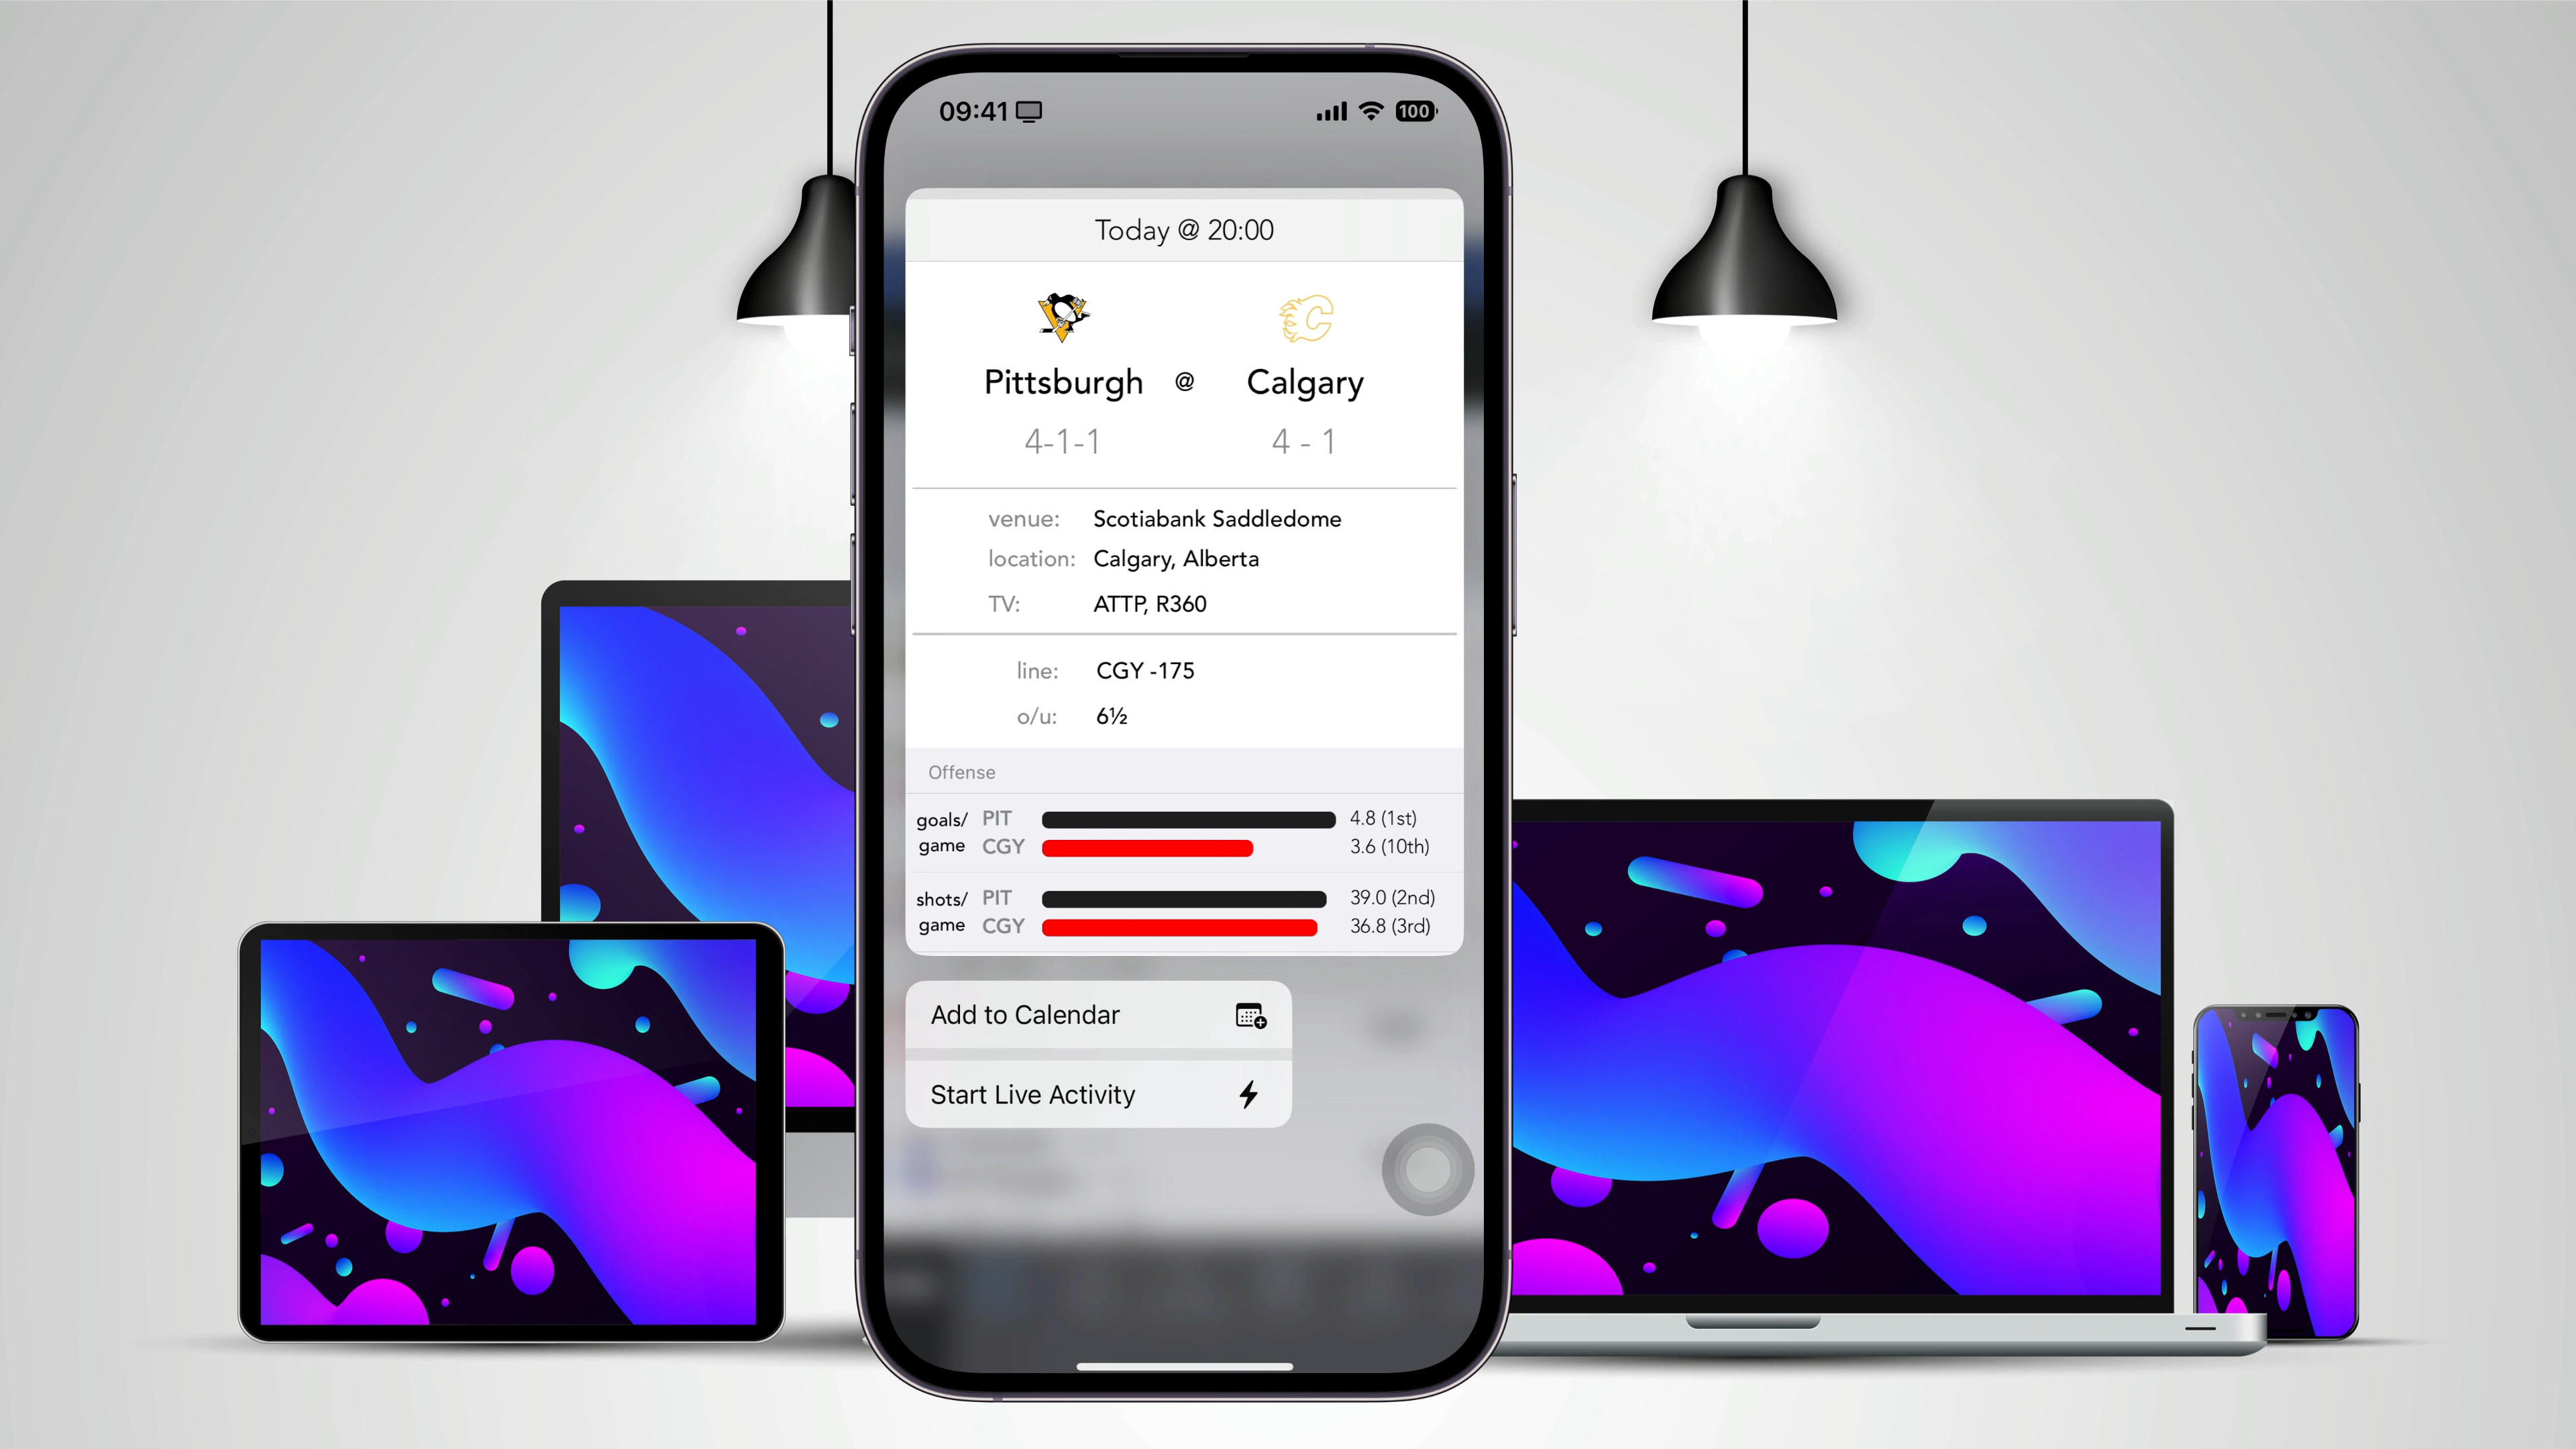 09:41 100
Today @ 20:00
Pittsburgh @ Calgary
4-1-1 4 - 1
venue: Scotiabank Saddledome
location: Calgary, Alberta
TV: ATTP, R360
line: CGY -175
o/u: 6½
Offense
goals/ PIT 4.8 (1st)
game CGY 3.6 (10th)
shots/ PIT 39.0 (2nd)
game CGY 36.8 (3rd)
Add to Calendar
Start Live Activity